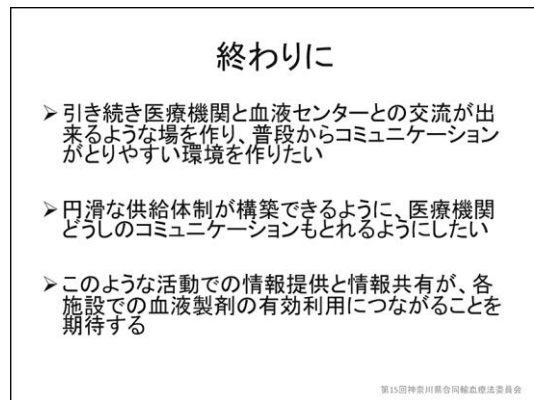 終わりに
➢引き続き医療機関と血液センターとの交流が出
来るような場を作り、普段からコミュニケーション
がとりやすい環境を作りたい
➢円滑な供給体制が構築できるように、医療機関
どうしのコミュニケーションもとれるようにしたい
➢このような活動での情報提供と情報共有が、各
施設での血液製剤の有効利用につながることを
期待する
第15回神奈川県合同輸血療法委員会